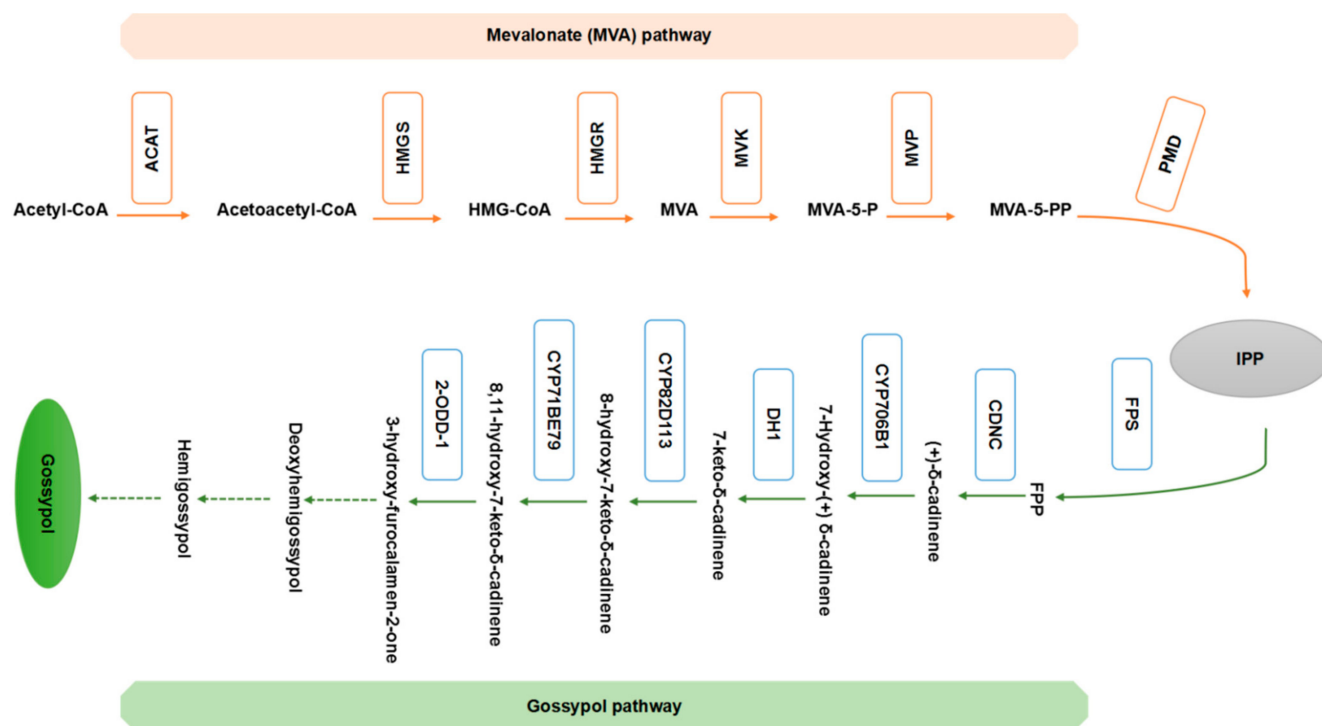 Mevalonate (MVA) pathway
ACAT
HMGS
HMGR
MVK
MVP
PMD
Acetyl-CoA
Acetoacetyl-CoA
HMG-CoA
MVA
MVA-5-P
MVA-5-PP
IPP
FPS
CDNC
CYP706B1
DH1
CYP82D113
CYP71BE79
2-ODD-1
FPP
(+)-δ-cadinene
7-Hydroxy-(+) δ-cadinene
7-keto-δ-cadinene
8-hydroxy-7-keto-δ-cadinene
8,11-hydroxy-7-keto-δ-cadinene
3-hydroxy-furocalamen-2-one
Deoxyhemigossypol
Hemigossypol
Gossypol
Gossypol pathway